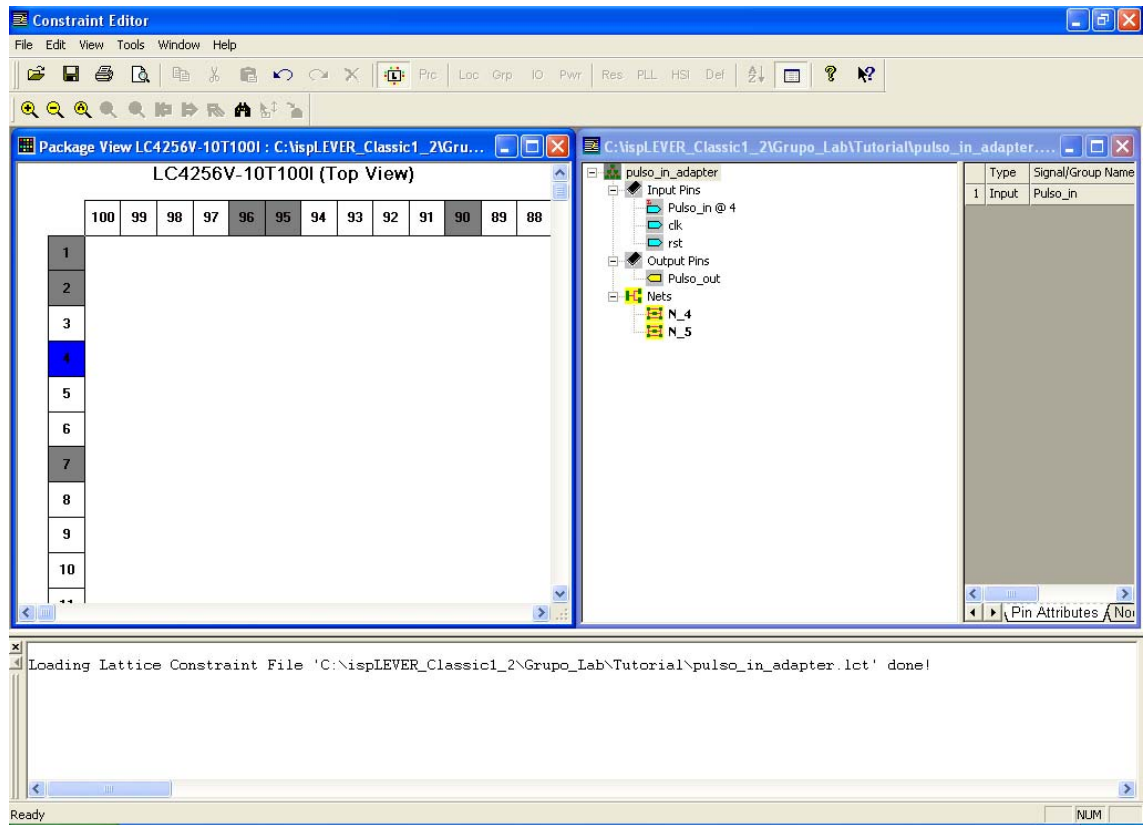 Constraint Editor
File Edit View Tools Window Help
Prc Loc Grp IO Pwr Res PLL HSI Def
Package View LC4256V-10T100I : C:\ispLEVER_Classic1_2\Gru...
LC4256V-10T100I (Top View)
100 99 98 97 96 95 94 93 92 91 90 89 88
1
2
3
4
5
6
7
8
9
10
11
C:\ispLEVER_Classic1_2\Grupo_Lab\Tutorial\pulso_in_adapter....
pulso_in_adapter
Input Pins
Pulso_in @ 4
clk
rst
Output Pins
Pulso_out
Nets
N_4
N_5
Type Signal/Group Name
1 Input Pulso_in
Pin Attributes
Loading Lattice Constraint File 'C:\ispLEVER_Classic1_2\Grupo_Lab\Tutorial\pulso_in_adapter.lct' done!
Ready
NUM